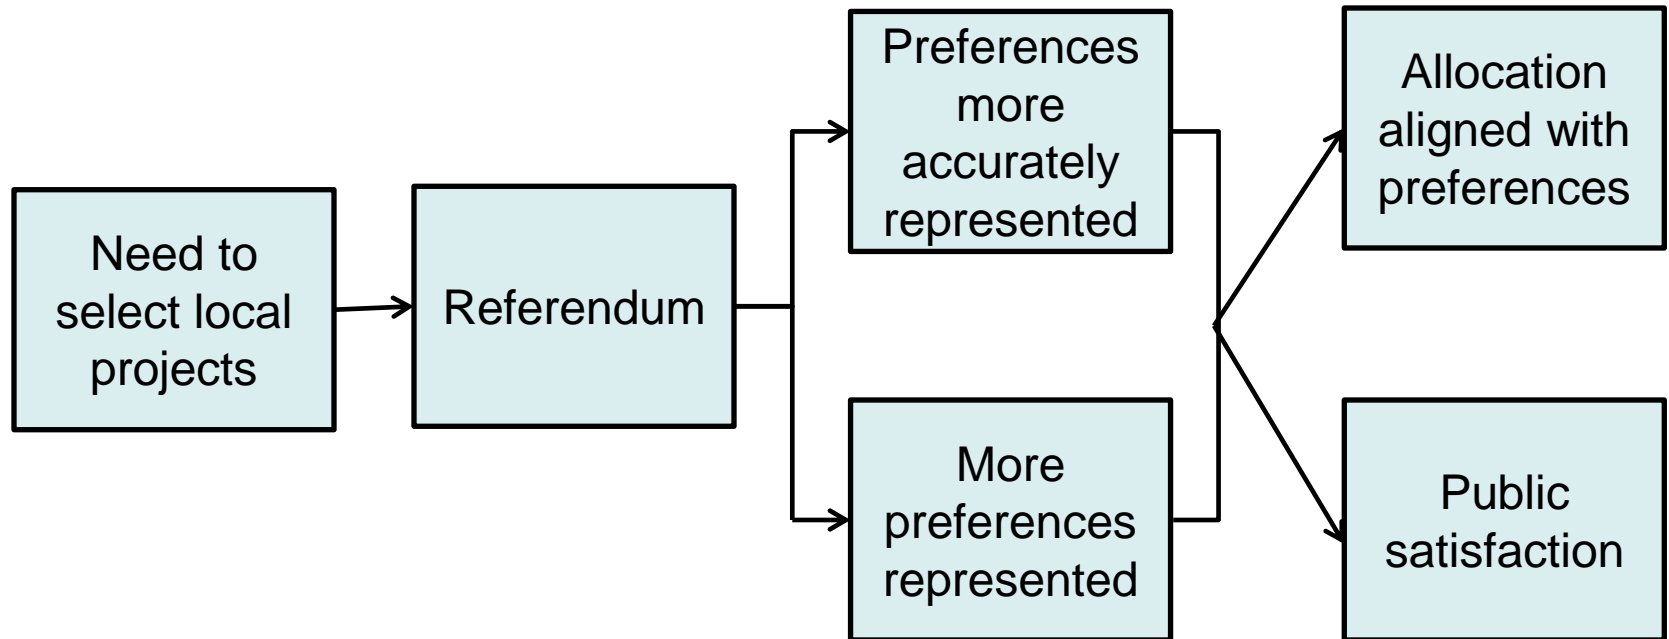 Need to
select local
projects
Referendum
Preferences
more
accurately
represented
More
preferences
represented
Allocation
aligned with
preferences
Public
satisfaction